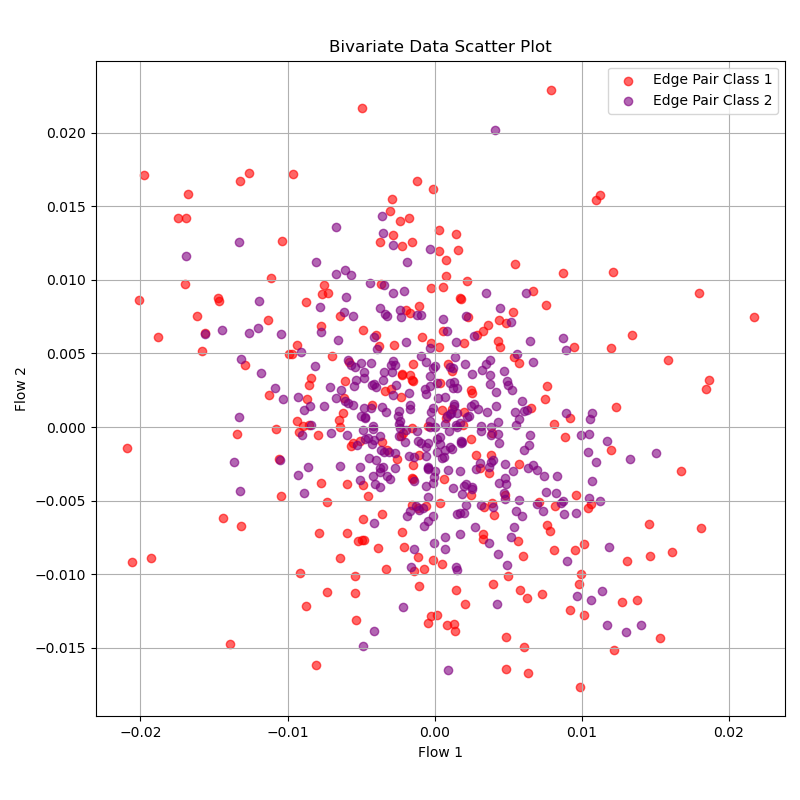 Bivariate Data Scatter Plot
Edge Pair Class 1
Edge Pair Class 2
0.020
0.015
0.010
0.005
0.000
−0.005
−0.010
−0.015
Flow 2
−0.02
−0.01
0.00
0.01
0.02
Flow 1